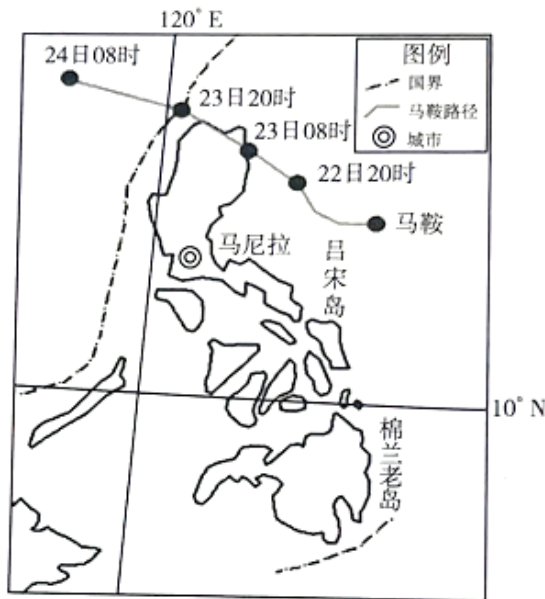 120° E
24日08时
图例
国界
马鞍路径
城市
23日20时
23日08时
22日20时
马鞍
马尼拉
吕宋岛
10° N
棉兰老岛